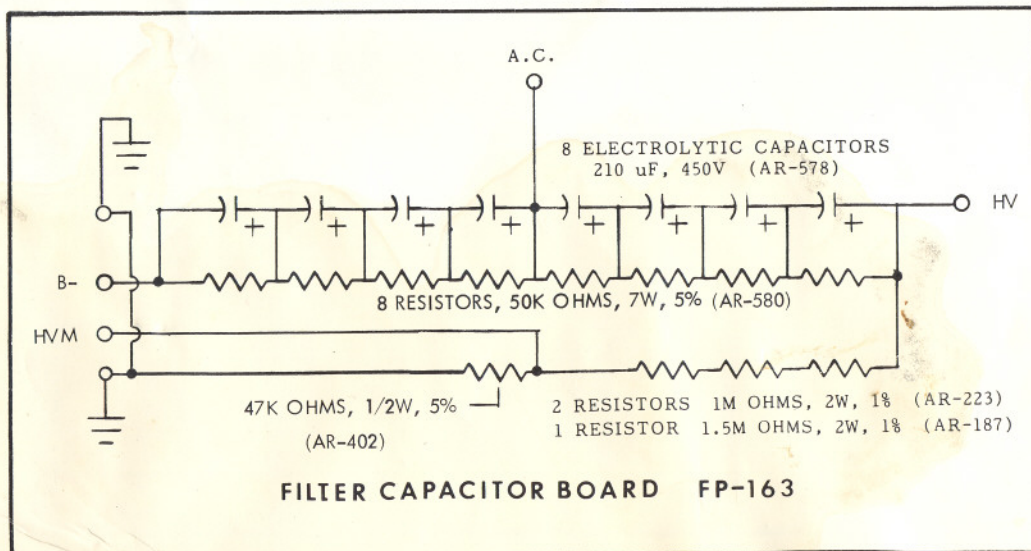 A.C.
8 ELECTROLYTIC CAPACITORS
210 uF, 450V (AR-578)
+ + + + + + + +
HV
B-
8 RESISTORS, 50K OHMS, 7W, 5% (AR-580)
HVM
47K OHMS, 1/2W, 5%
(AR-402)
2 RESISTORS 1M OHMS, 2W, 1% (AR-223)
1 RESISTOR 1.5M OHMS, 2W, 1% (AR-187)
FILTER CAPACITOR BOARD FP-163